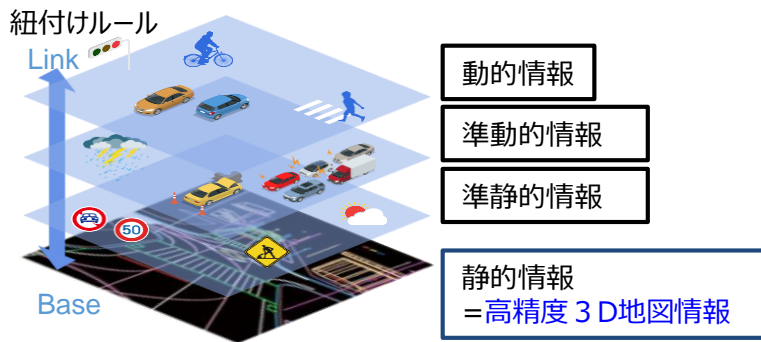 紐付けルール
Link
動的情報
準動的情報
準静的情報
50
静的情報
=高精度３D地図情報
Base